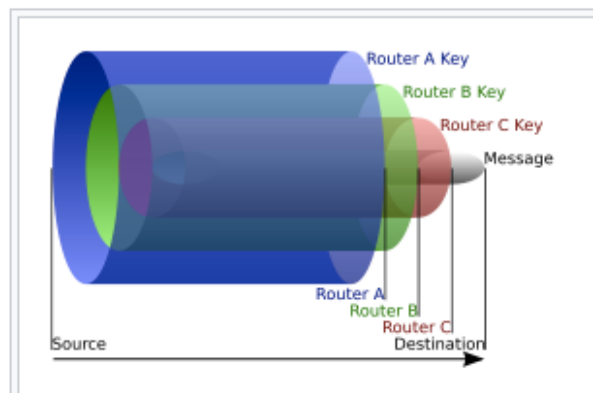 Router A Key
Router B Key
Router C Key
Message
Router A
Router B
Router C
Source
Destination